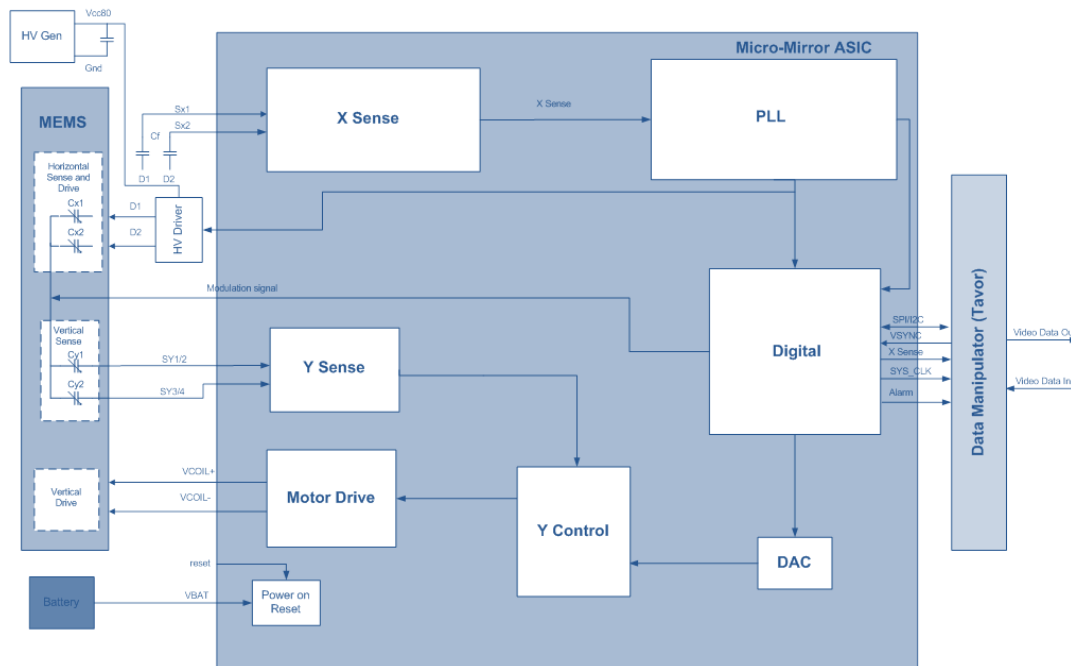 Vcc80
HV Gen
Gnd
Micro-Mirror ASIC
MEMS
Horizontal
Sense and
Drive
Cx1
Cx2
Sx1
Sx2
Cf
D1
D2
D1
D2
HV Driver
X Sense
X Sense
PLL
Modulation signal
Vertical
Sense
Cy1
Cy2
SY1/2
SY3/4
Y Sense
Digital
SPI/I2C
VSYNC
X Sense
SYS_CLK
Alarm
Data Manipulator (Tavor)
Video Data Ou
Video Data In
Vertical
Drive
VCOIL+
VCOIL-
Motor Drive
Y Control
DAC
reset
Battery
VBAT
Power on
Reset